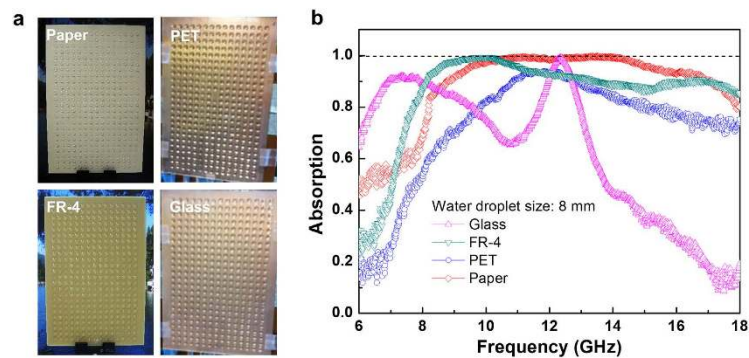 a
Paper
PET
FR-4
Glass
b
Absorption
1.0
0.8
0.6
0.4
0.2
0.0
Water droplet size: 8 mm
Glass
FR-4
PET
Paper
6 8 10 12 14 16 18
Frequency (GHz)